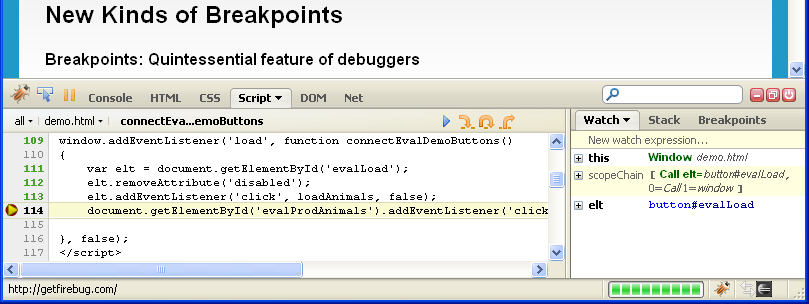 New Kinds of Breakpoints
Breakpoints: Quintessential feature of debuggers
Console HTML CSS Script DOM Net
all demo.html connectEva...emoButtons
109 window.addEventListener('load', function connectEvalDemoButtons()
110 {
111 var elt = document.getElementById('evalLoad');
112 elt.removeAttribute('disabled');
113 elt.addEventListener('click', loadAnimals, false);
114 document.getElementById('evalProdAnimals').addEventListener('click
115
116 }, false);
117 </script>
Watch Stack Breakpoints
New watch expression...
this Window demo.html
scopeChain [ Call elt=button#evalLoad,
0=Call 1=window ]
elt button#evalLoad
http://getfirebug.com/